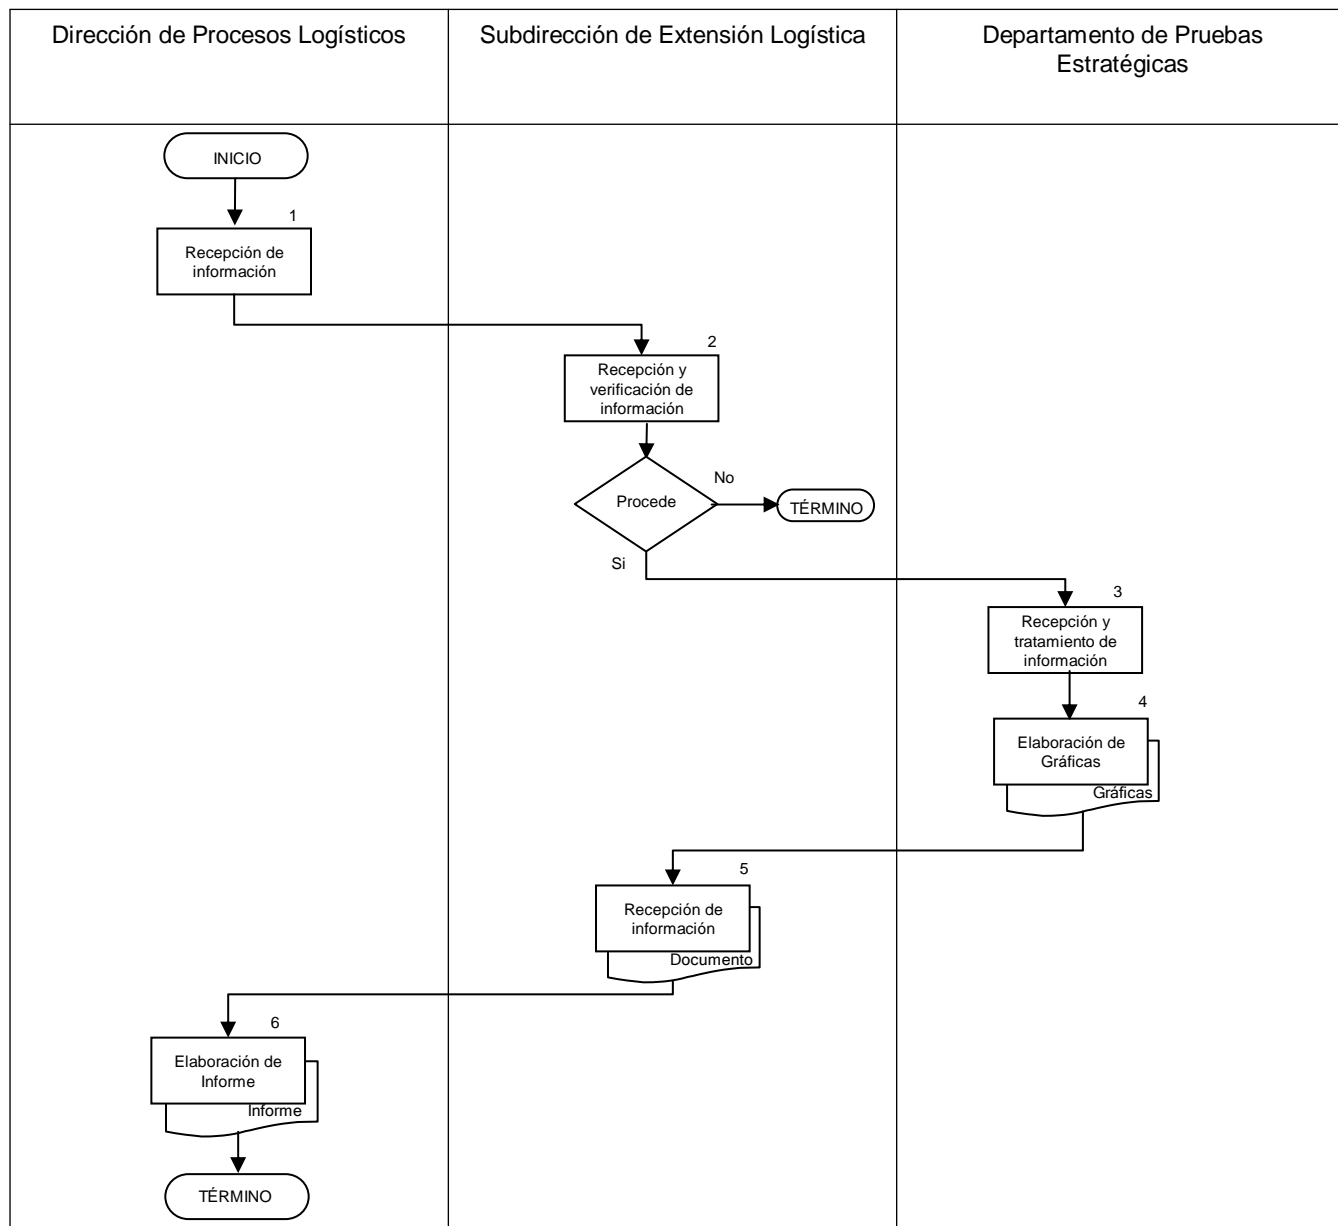 Dirección de Procesos Logísticos
Subdirección de Extensión Logística
Departamento de Pruebas
Estratégicas
INICIO
1
Recepción de
información
2
Recepción y
verificación de
información
Procede
No
TÉRMINO
Si
3
Recepción y
tratamiento de
información
4
Elaboración de
Gráficas
Gráficas
5
Recepción de
información
Documento
6
Elaboración de
Informe
Informe
TÉRMINO